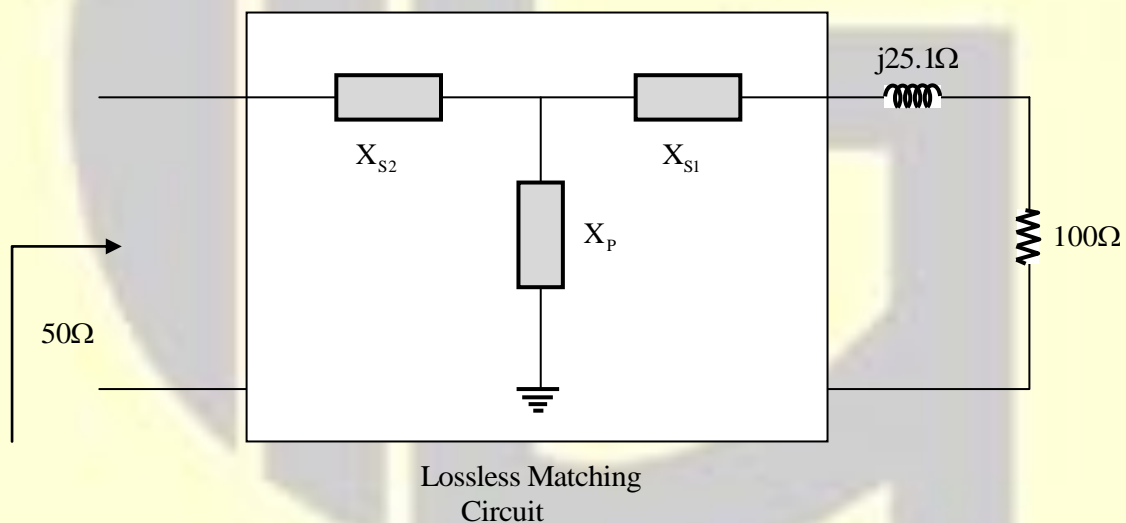 j25.1Ω
X_S2
X_S1
X_P
100Ω
50Ω
Lossless Matching
Circuit